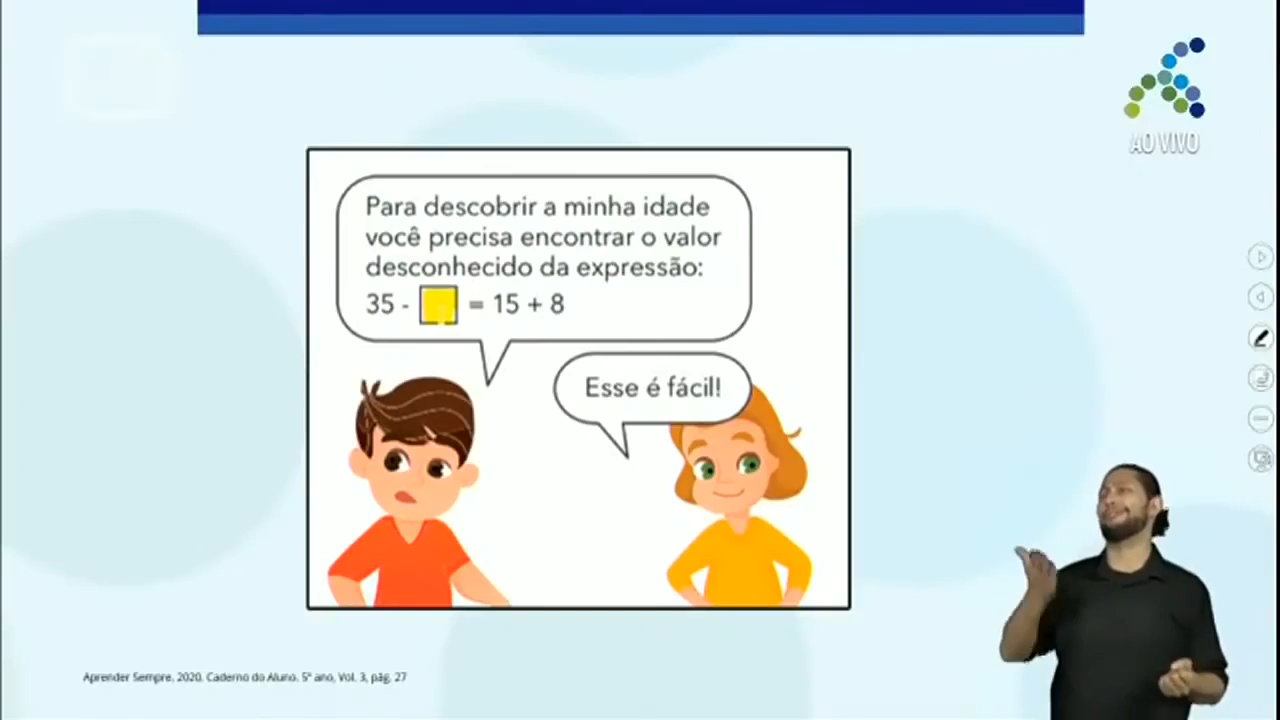 AO VIVO
Para descobrir a minha idade
você precisa encontrar o valor
desconhecido da expressão:
35 - = 15 + 8
Esse é fácil!
Aprender Sempre, 2020. Caderno do Aluno. 5º ano, Vol. 3, pág. 27